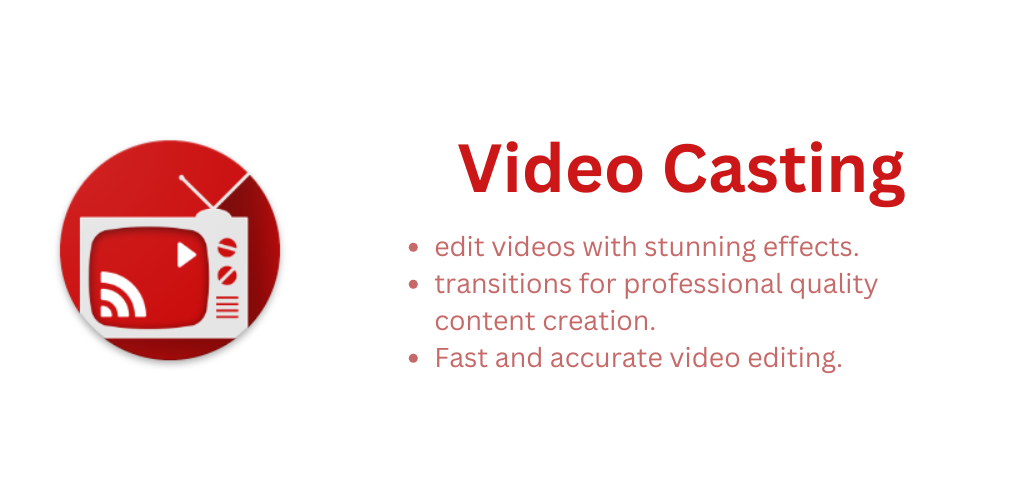 Video Casting
• edit videos with stunning effects.
• transitions for professional quality
content creation.
• Fast and accurate video editing.